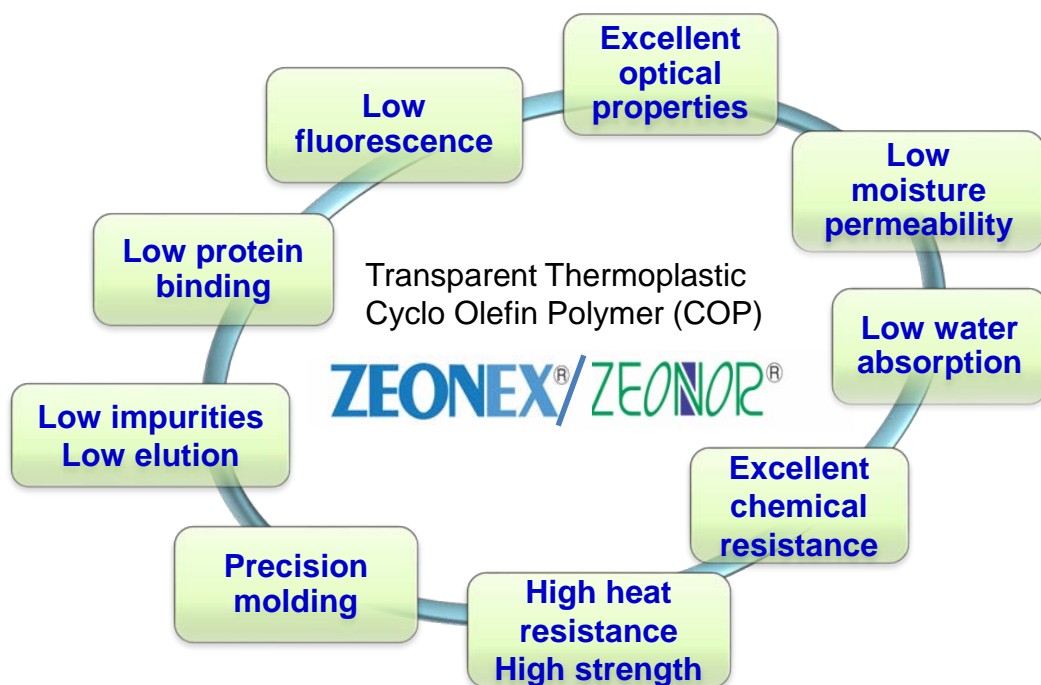 Excellent
optical
properties
Low
fluorescence
Low
moisture
permeability
Low protein
binding
Transparent Thermoplastic
Cyclo Olefin Polymer (COP)
Low water
absorption
ZEONEX®/ZEONOR®
Low impurities
Low elution
Excellent
chemical
resistance
Precision
molding
High heat
resistance
High strength